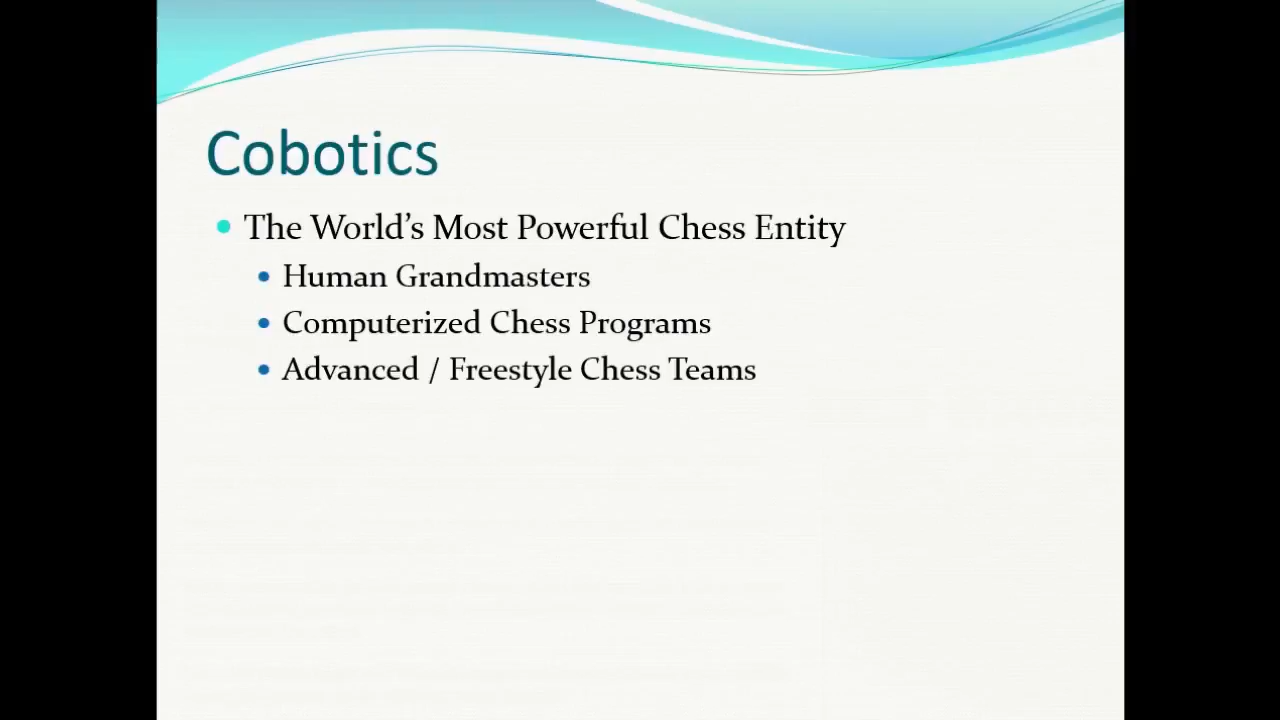 Cobotics
The World’s Most Powerful Chess Entity
Human Grandmasters
Computerized Chess Programs
Advanced / Freestyle Chess Teams